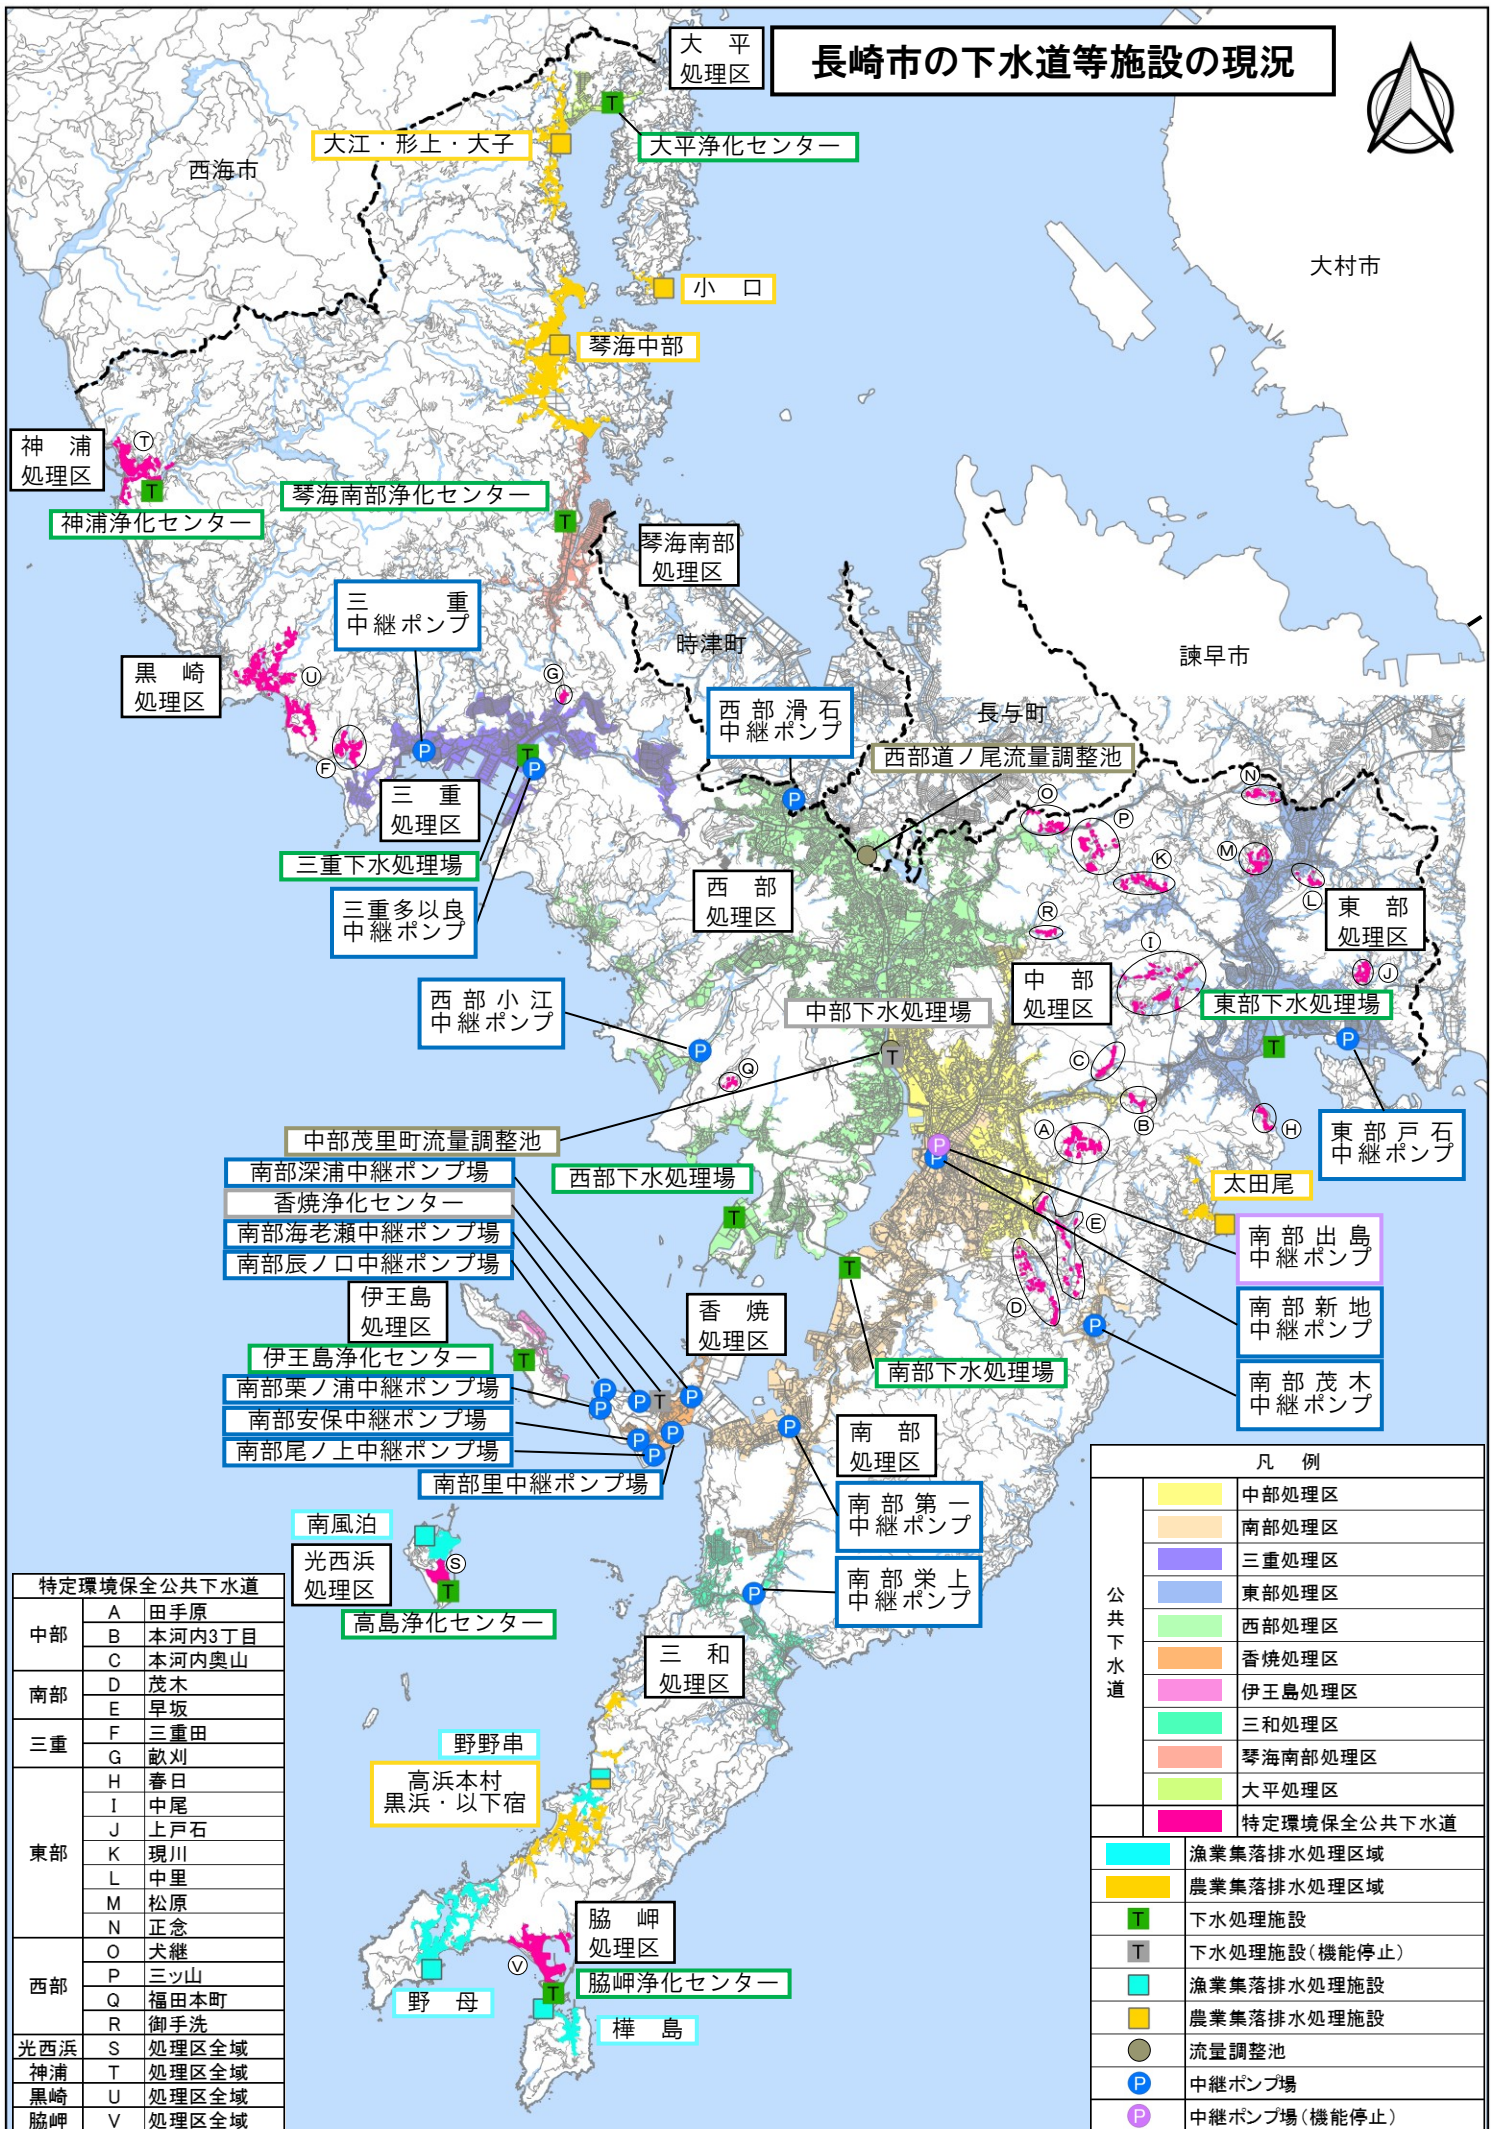 長崎市の下水道等施設の現況
大 平
処理区
大江・形上・大子
大平浄化センター
西海市
大村市
小 口
琴海中部
神 浦
処理区
T
T
神浦浄化センター
琴海南部浄化センター
T
T
琴海南部
処理区
三 重
中継ポンプ
時津町
諫早市
黒 崎
処理区
U
G
西部滑石
中継ポンプ
長与町
西部道ノ尾流量調整池
F
P
T
P
P
三 重
処理区
O
P
N
K
M
L
三重下水処理場
西 部
処理区
三重多以良
中継ポンプ
R
I
東 部
処理区
J
西部小江
中継ポンプ
中部下水処理場
中 部
処理区
東部下水処理場
P
T
C
T
P
Q
B
H
A
中部茂里町流量調整池
東部戸石
中継ポンプ
P
P
南部深浦中継ポンプ場
西部下水処理場
太田尾
香焼浄化センター
南部海老瀬中継ポンプ場
T
E
南部出島
中継ポンプ
南部辰ノ口中継ポンプ場
T
伊王島
処理区
香 焼
処理区
D
P
南部新地
中継ポンプ
伊王島浄化センター
T
南部下水処理場
南部栗ノ浦中継ポンプ場
P
P
P
T
P
南部茂木
中継ポンプ
南部安保中継ポンプ場
P
P
P
南部尾ノ上中継ポンプ場
P
南 部
処理区
南部里中継ポンプ場
南部第一
中継ポンプ
南風泊
光西浜
処理区
S
T
高島浄化センター
P
南部栄上
中継ポンプ
三 和
処理区
野野串
高浜本村
黒浜・以下宿
脇 岬
処理区
V
脇岬浄化センター
T
野 母
樺 島
特定環境保全公共下水道
中部 A 田手原
B 本河内3丁目
C 本河内奥山
南部 D 茂木
E 早坂
三重 F 三重田
G 畝刈
東部 H 春日
I 中尾
J 上戸石
K 現川
L 中里
M 松原
N 正念
西部 O 犬継
P 三ッ山
Q 福田本町
R 御手洗
光西浜 S 処理区全域
神浦 T 処理区全域
黒崎 U 処理区全域
脇岬 V 処理区全域
凡 例
公共下水道
中部処理区
南部処理区
三重処理区
東部処理区
西部処理区
香焼処理区
伊王島処理区
三和処理区
琴海南部処理区
大平処理区
特定環境保全公共下水道
漁業集落排水処理区域
農業集落排水処理区域
T 下水処理施設
T 下水処理施設(機能停止)
漁業集落排水処理施設
農業集落排水処理施設
流量調整池
P 中継ポンプ場
P 中継ポンプ場(機能停止)